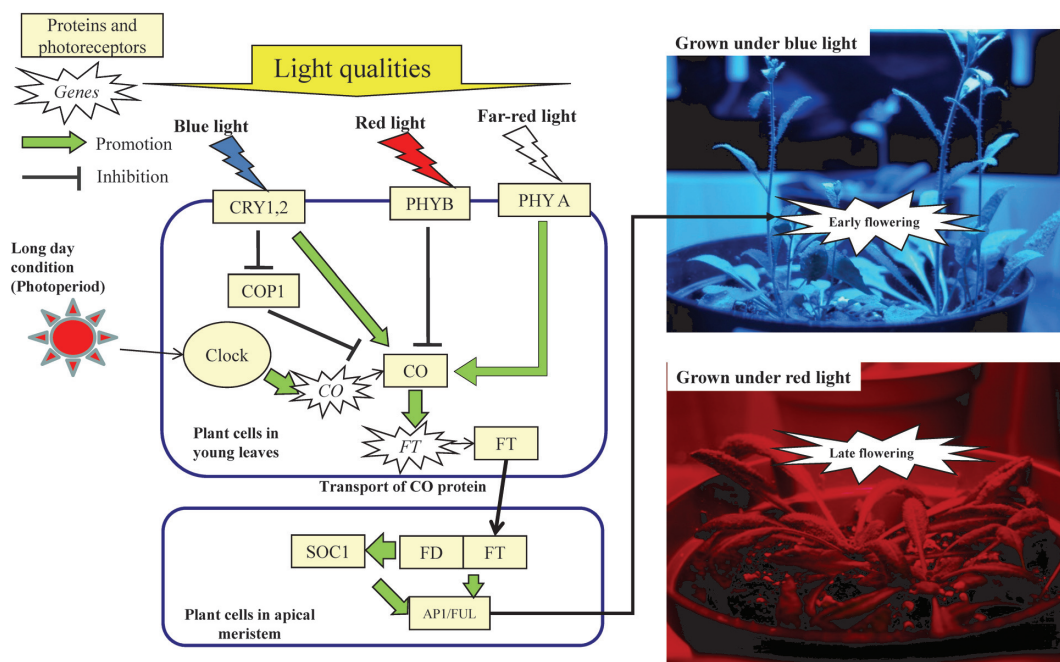 Proteins and
photoreceptors
Genes
Promotion
Inhibition
Light qualities
Blue light
Red light
Far-red light
CRY1,2
PHYB
PHY A
Long day
condition
(Photoperiod)
COP1
Clock
CO
CO
FT
FT
Plant cells in
young leaves
Transport of CO protein
SOC1
FD
FT
AP1/FUL
Plant cells in apical
meristem
Grown under blue light
Early flowering
Grown under red light
Late flowering